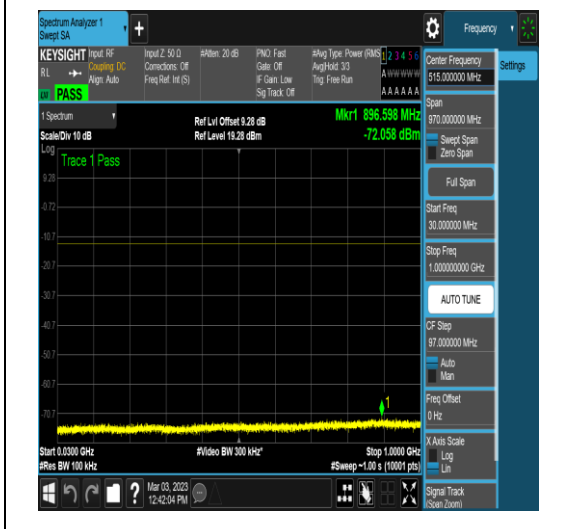 Spectrum Analyzer 1
Swept SA
+
Frequency
KEYSIGHT
RL
PASS
Input: RF
Coupling: DC
Align: Auto
Input Z: 50 Ω
Corrections: Off
Freq Ref: Int (S)
#Atten: 20 dB
PNO: Fast
Gate: Off
IF Gain: Low
Sig Track: Off
#Avg Type: Power (RMS
Avg|Hold: 3/3
Trig: Free Run
1 2 3 4 5 6
A W W W W W
A A A A A A
1 Spectrum
Scale/Div 10 dB
Ref Lvl Offset 9.28 dB
Ref Level 19.28 dBm
Mkr1 896.598 MHz
-72.058 dBm
Log
Trace 1 Pass
9.28
-0.72
-10.7
-20.7
-30.7
-40.7
-50.7
-60.7
-70.7
1
Start 0.0300 GHz
#Res BW 100 kHz
#Video BW 300 kHz*
Stop 1.0000 GHz
#Sweep ~1.00 s (10001 pts)
?
Mar 03, 2023
12:42:04 PM
Center Frequency
515.000000 MHz
Settings
Span
970.000000 MHz
Swept Span
Zero Span
Full Span
Start Freq
30.000000 MHz
Stop Freq
1.000000000 GHz
AUTO TUNE
CF Step
97.000000 MHz
Auto
Man
Freq Offset
0 Hz
X Axis Scale
Log
Lin
Signal Track
(Span Zoom)